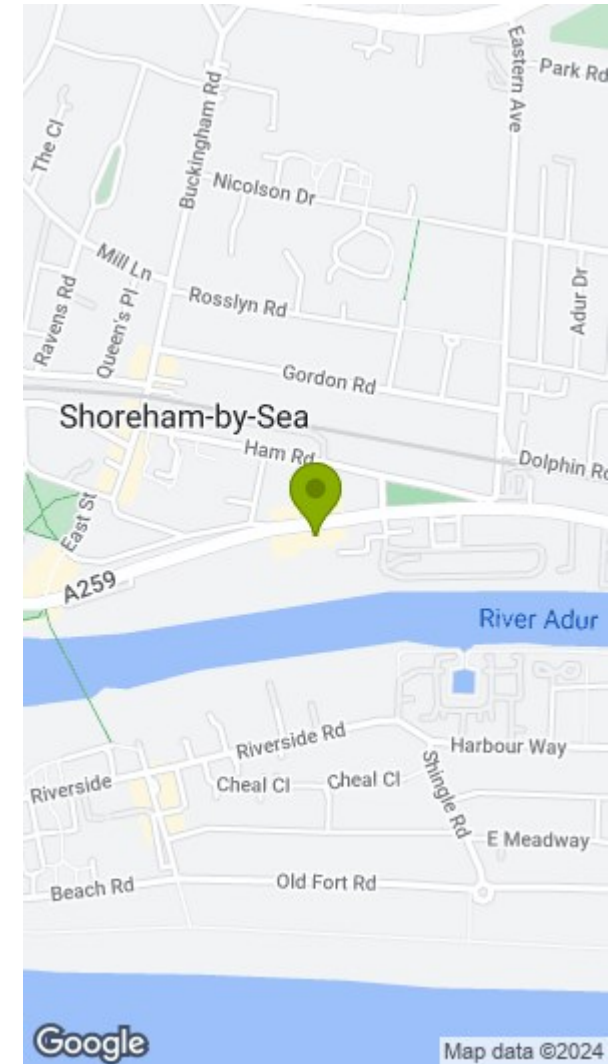 Park Rd
Eastern Ave
Buckingham Rd
The Cl
Nicolson Dr
Mill Ln
Ravens Rd
Queen's Pl
Rosslyn Rd
Adur Dr
Gordon Rd
Shoreham-by-Sea
Ham Rd
Dolphin Rd
East St
A259
River Adur
Riverside Rd
Harbour Way
Riverside
Cheal Cl
Cheal Cl
Shingle Rd
E Meadway
Beach Rd
Old Fort Rd
Google
Map data ©2024